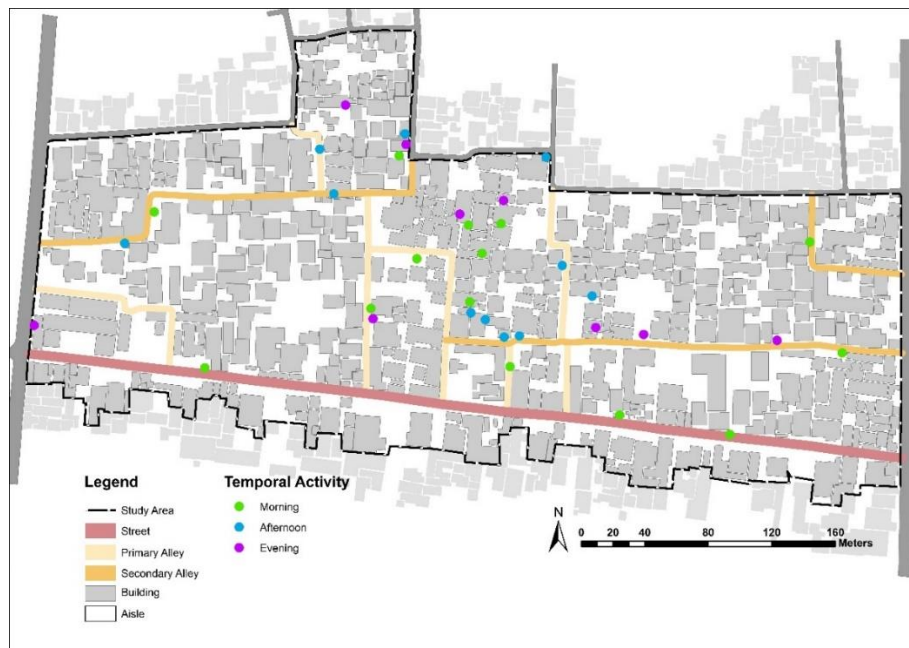 Legend
Study Area
Street
Primary Alley
Secondary Alley
Building
Aisle
Temporal Activity
Morning
Afternoon
Evening
N
0 20 40 80 120 160
Meters